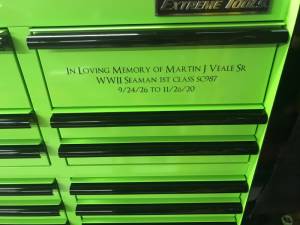 EXTREME TOOLS
IN LOVING MEMORY OF MARTIN J VEALE SR
WWII SEAMAN 1ST CLASS SC987
9/24/26 TO 11/26/20